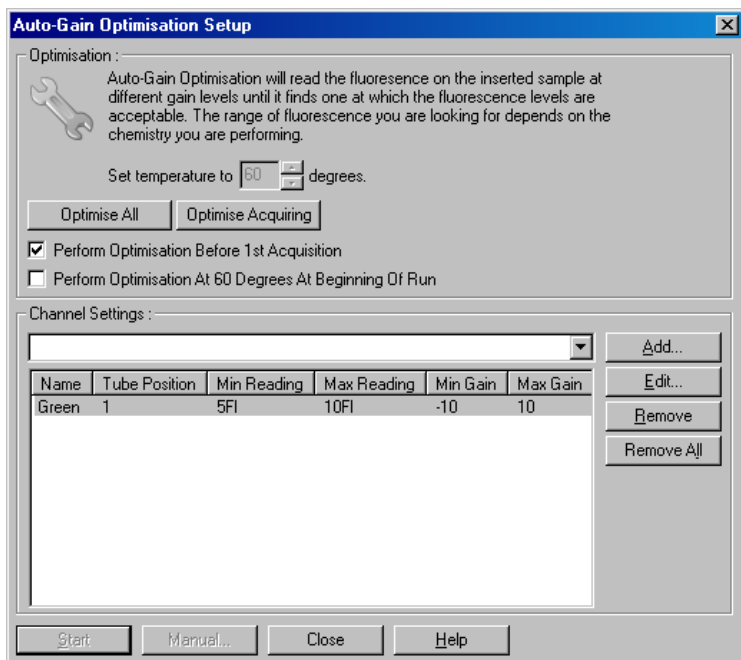 Auto-Gain Optimisation Setup
Optimisation :
Auto-Gain Optimisation will read the fluoresence on the inserted sample at
different gain levels until it finds one at which the fluorescence levels are
acceptable. The range of fluorescence you are looking for depends on the
chemistry you are performing.
Set temperature to 60 degrees.
Optimise All Optimise Acquiring
Perform Optimisation Before 1st Acquisition
Perform Optimisation At 60 Degrees At Beginning Of Run
Channel Settings :
Add...
Name Tube Position Min Reading Max Reading Min Gain Max Gain
Edit...
Green 1 5Fl 10Fl -10 10
Remove
Remove All
Start Manual... Close Help